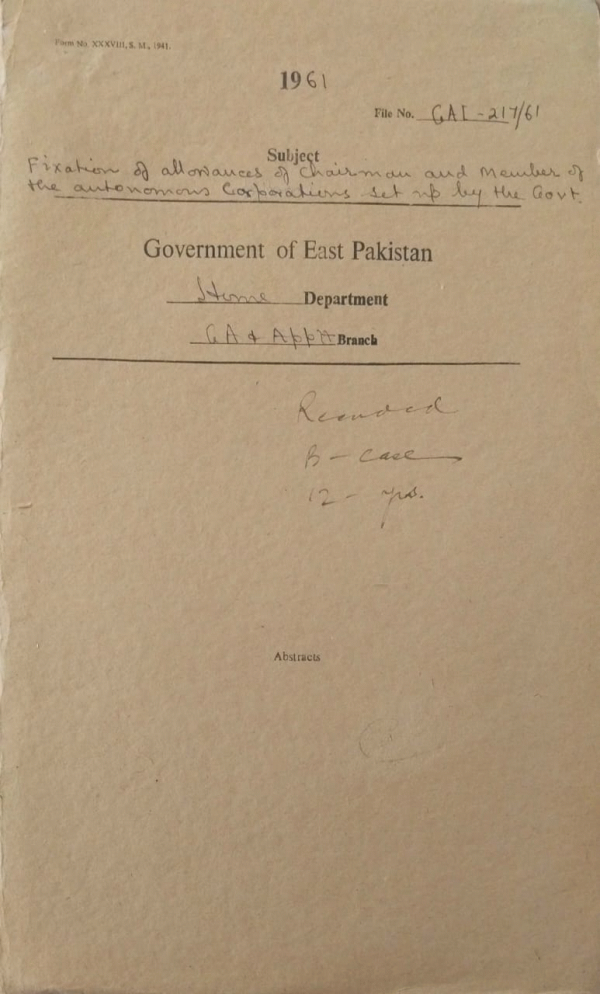 Form No. XXXVIII, S. M., 1941.
1961
File No. GAI-217/61
Subject
Fixation of allowances of Chairman and Member of
the autonomous Corporations set up by the Govt.
Government of East Pakistan
Home Department
GA & Apptt Branch
Recorded
B - Case
12 - yrs.
Abstracts